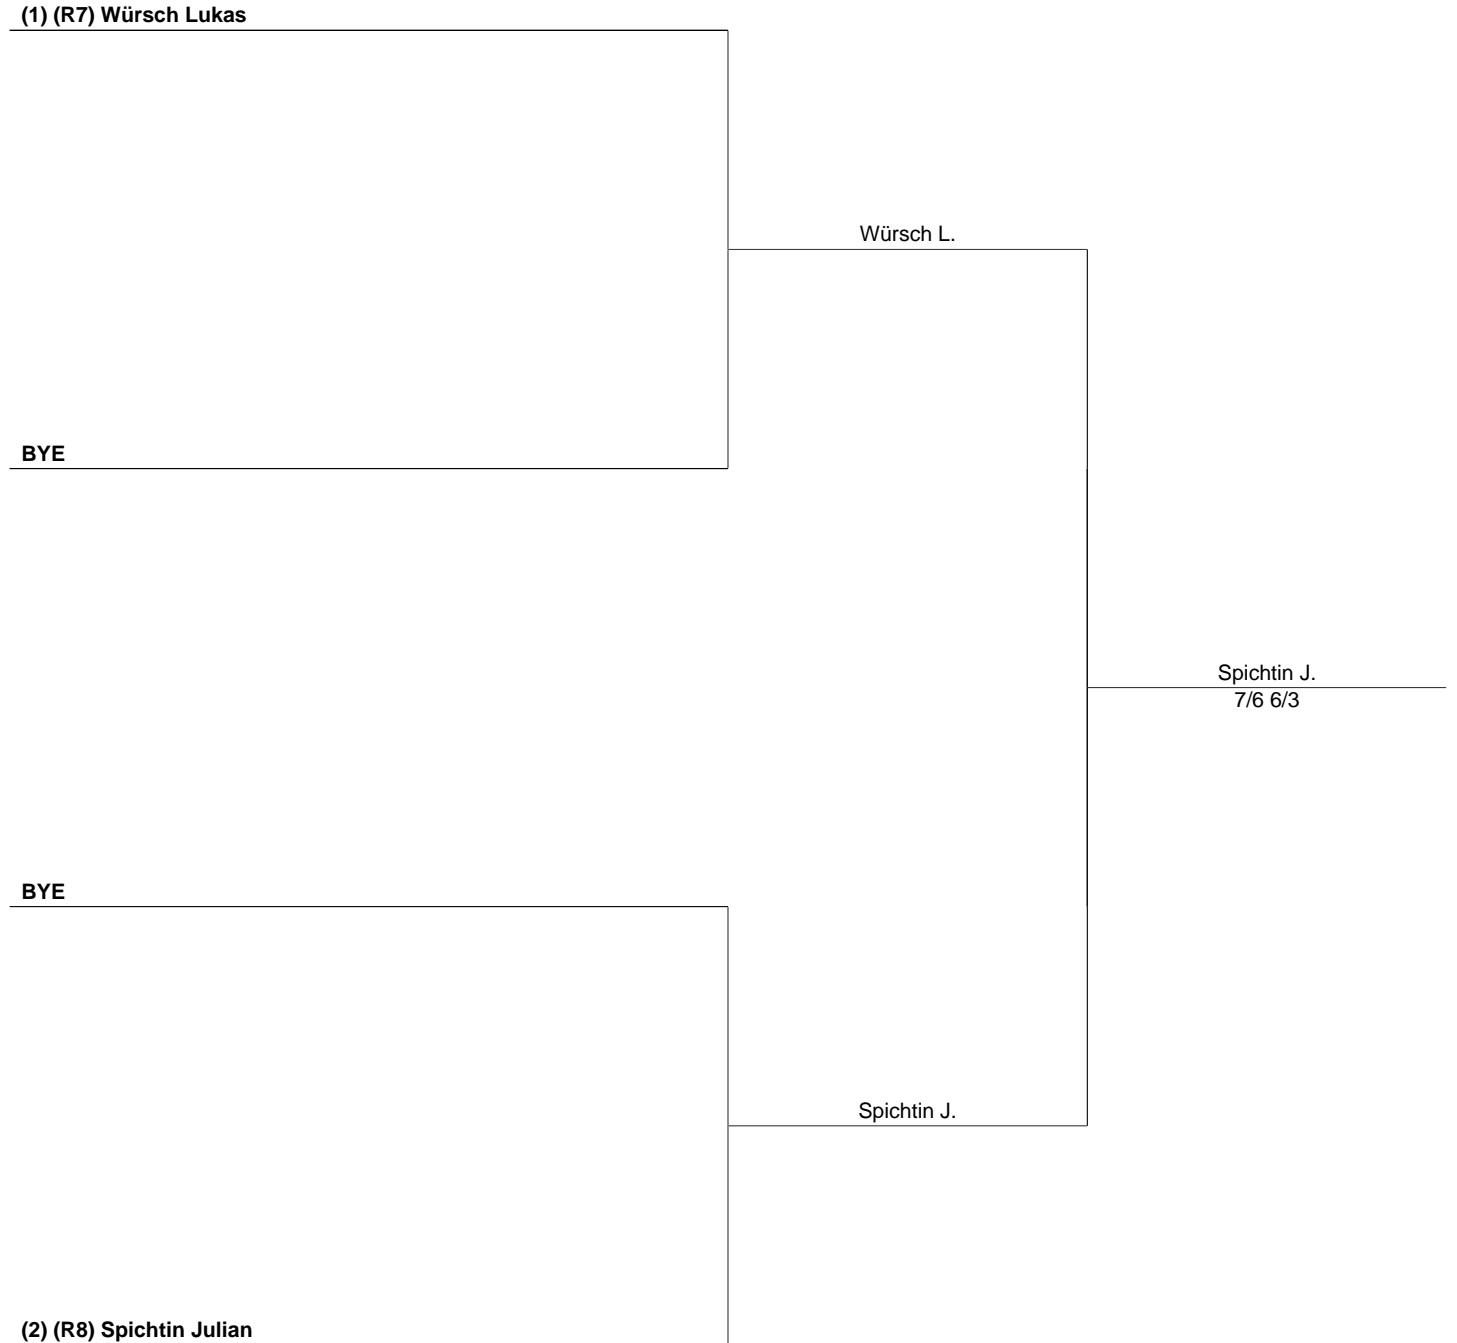 (1) (R7) Würsch Lukas
Würsch L.
BYE
Spichtin J.
7/6 6/3
BYE
Spichtin J.
(2) (R8) Spichtin Julian